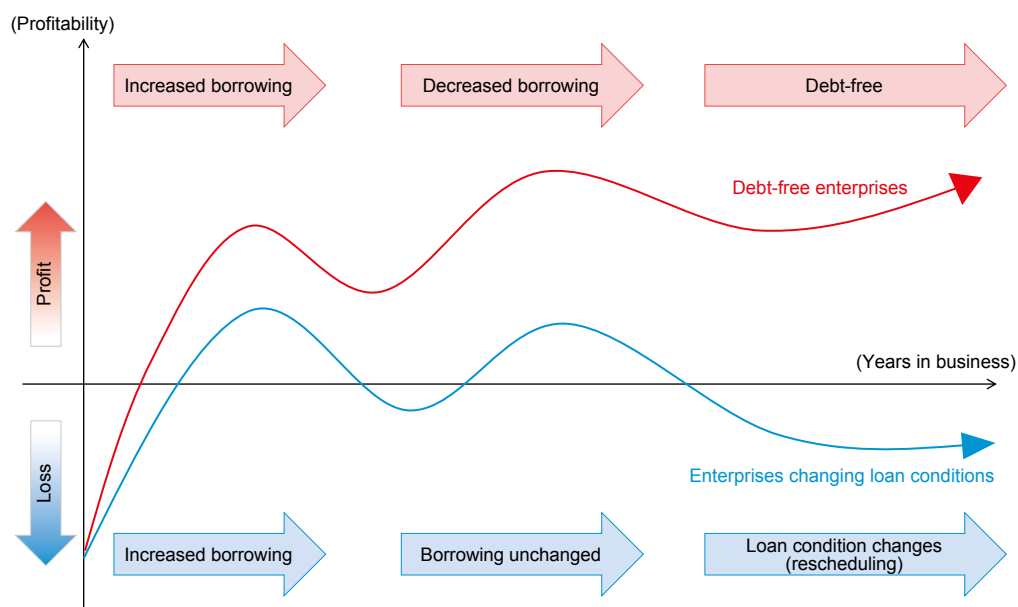 (Profitability)
Increased borrowing
Decreased borrowing
Debt-free
Debt-free enterprises
Profit
(Years in business)
Loss
Enterprises changing loan conditions
Increased borrowing
Borrowing unchanged
Loan condition changes
(rescheduling)